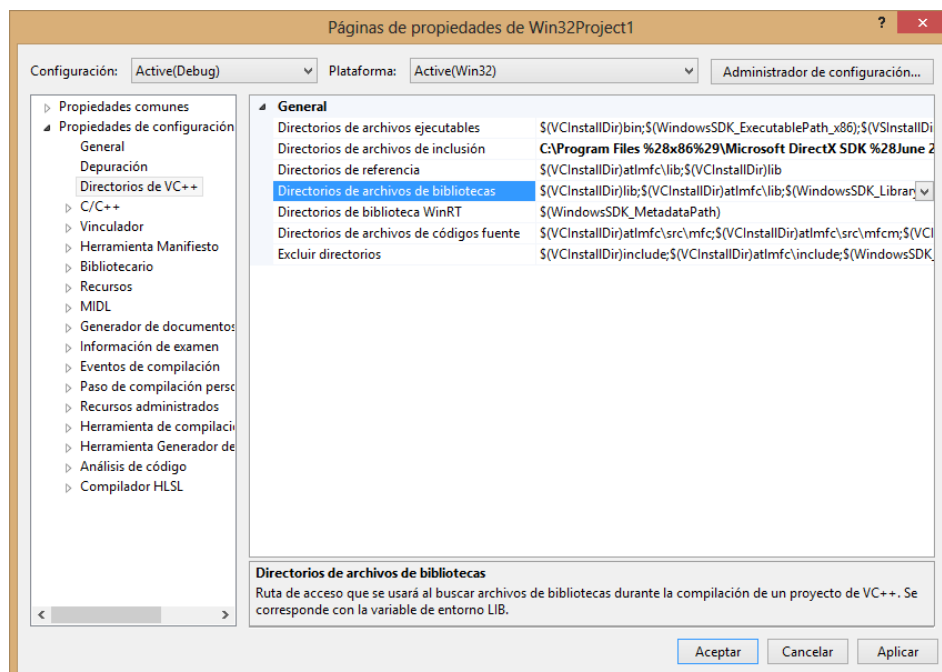 Páginas de propiedades de Win32Project1
? ×
Configuración: Active(Debug) Plataforma: Active(Win32) Administrador de configuración...
Propiedades comunes
Propiedades de configuración
General
Depuración
Directorios de VC++
C/C++
Vinculador
Herramienta Manifiesto
Bibliotecario
Recursos
MIDL
Generador de documentos
Información de examen
Eventos de compilación
Paso de compilación perso
Recursos administrados
Herramienta de compilació
Herramienta Generador de
Análisis de código
Compilador HLSL
General
Directorios de archivos ejecutables $(VCInstallDir)bin;$(WindowsSDK_ExecutablePath_x86);$(VSInstallDi
Directorios de archivos de inclusión C:\Program Files %28x86%29\Microsoft DirectX SDK %28June 2
Directorios de referencia $(VCInstallDir)atlmfc\lib;$(VCInstallDir)lib
Directorios de archivos de bibliotecas $(VCInstallDir)lib;$(VCInstallDir)atlmfc\lib;$(WindowsSDK_Library
Directorios de biblioteca WinRT $(WindowsSDK_MetadataPath)
Directorios de archivos de códigos fuente $(VCInstallDir)atlmfc\src\mfc;$(VCInstallDir)atlmfc\src\mfcm;$(VCI
Excluir directorios $(VCInstallDir)include;$(VCInstallDir)atlmfc\include;$(WindowsSDK_
Directorios de archivos de bibliotecas
Ruta de acceso que se usará al buscar archivos de bibliotecas durante la compilación de un proyecto de VC++. Se
corresponde con la variable de entorno LIB.
Aceptar Cancelar Aplicar